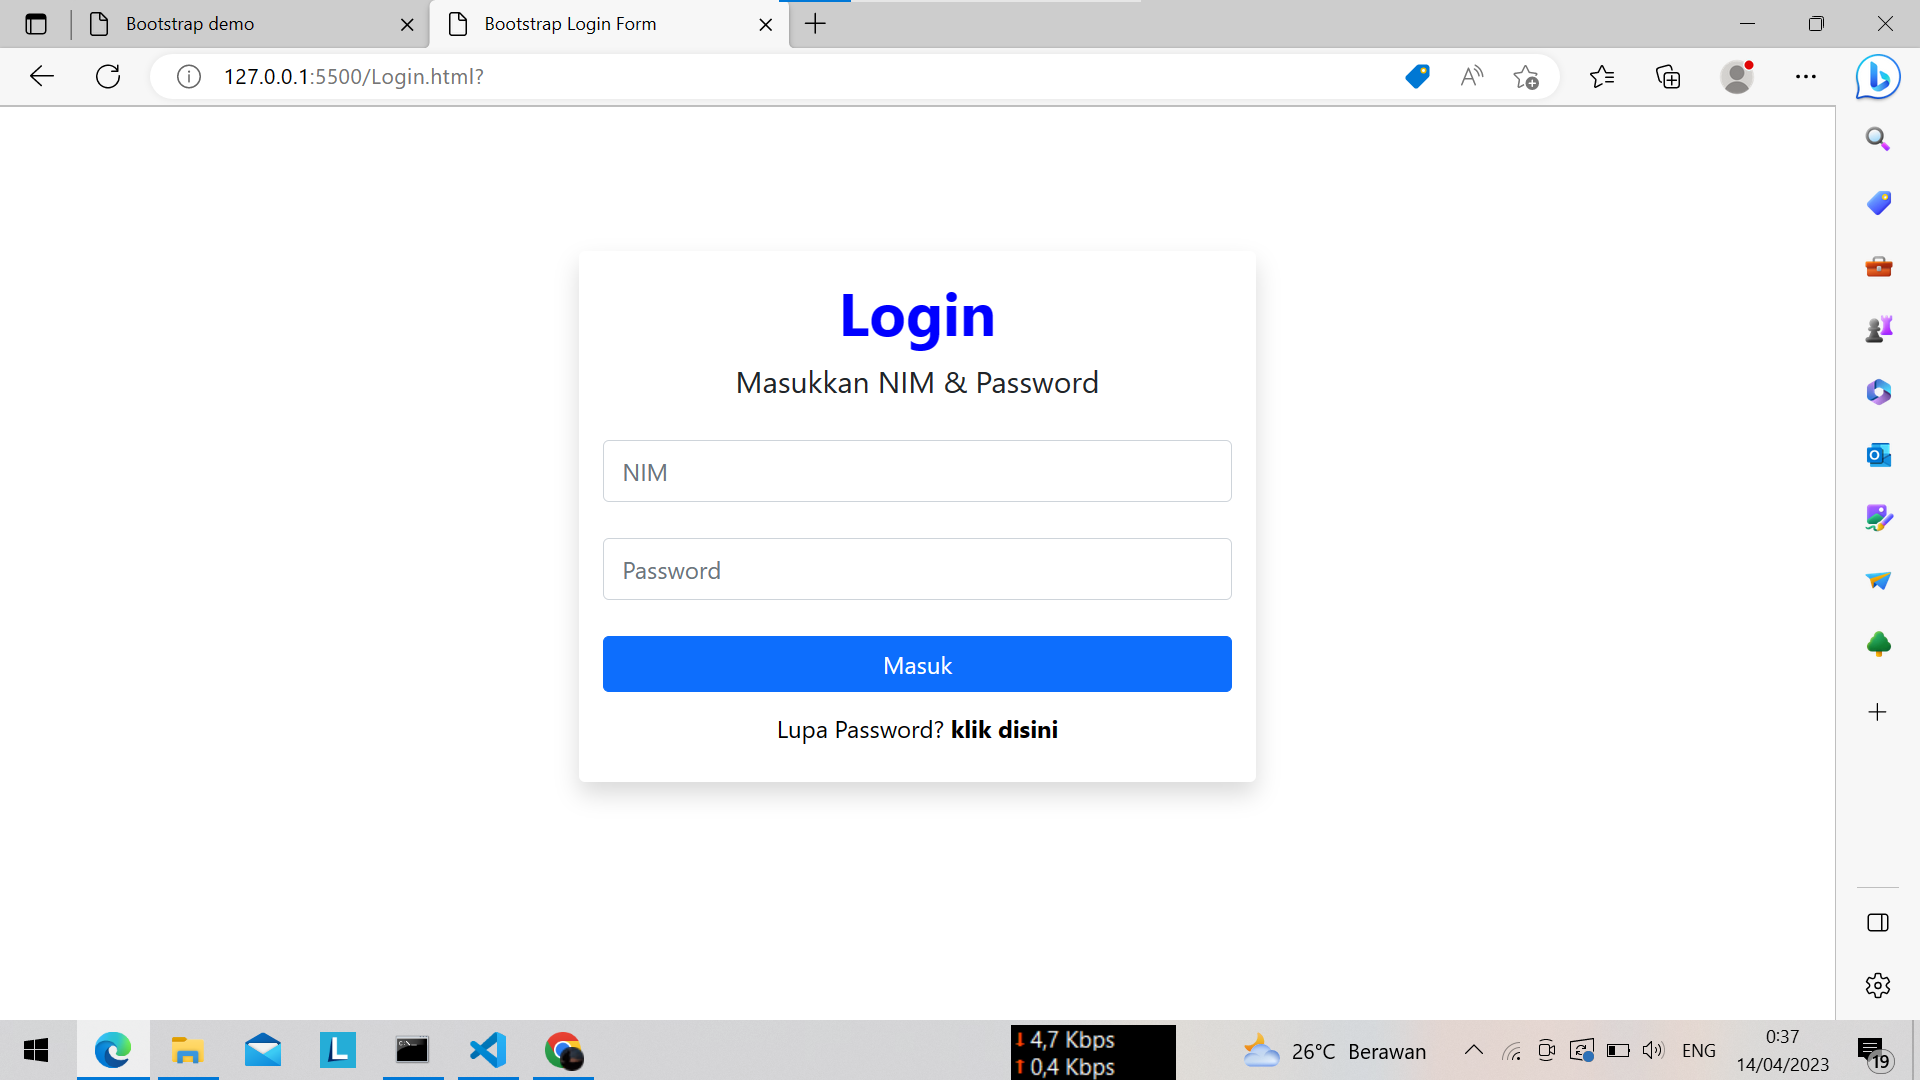 Bootstrap demo
Bootstrap Login Form
127.0.0.1:5500/Login.html?
Login
Masukkan NIM & Password
NIM
Password
Masuk
Lupa Password? klik disini
4,7 Kbps
0,4 Kbps
26°C Berawan
ENG
0:37
14/04/2023
19